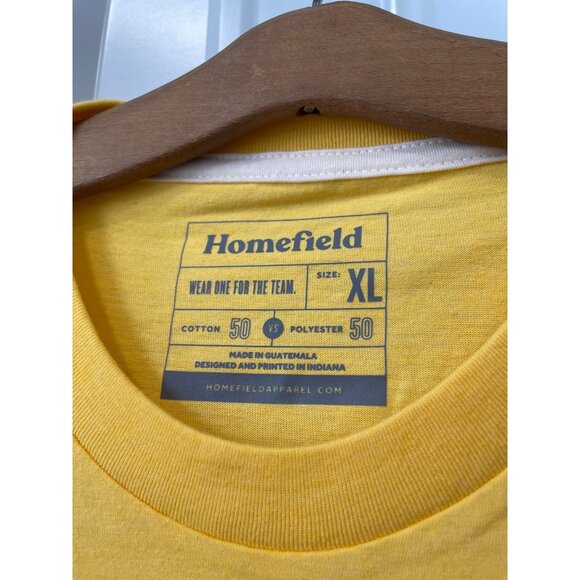 Homefield
WEAR ONE FOR THE TEAM.
SIZE: XL
COTTON 50 VS POLYESTER 50
MADE IN GUATEMALA
DESIGNED AND PRINTED IN INDIANA
HOMEFIELDAPPAREL.COM